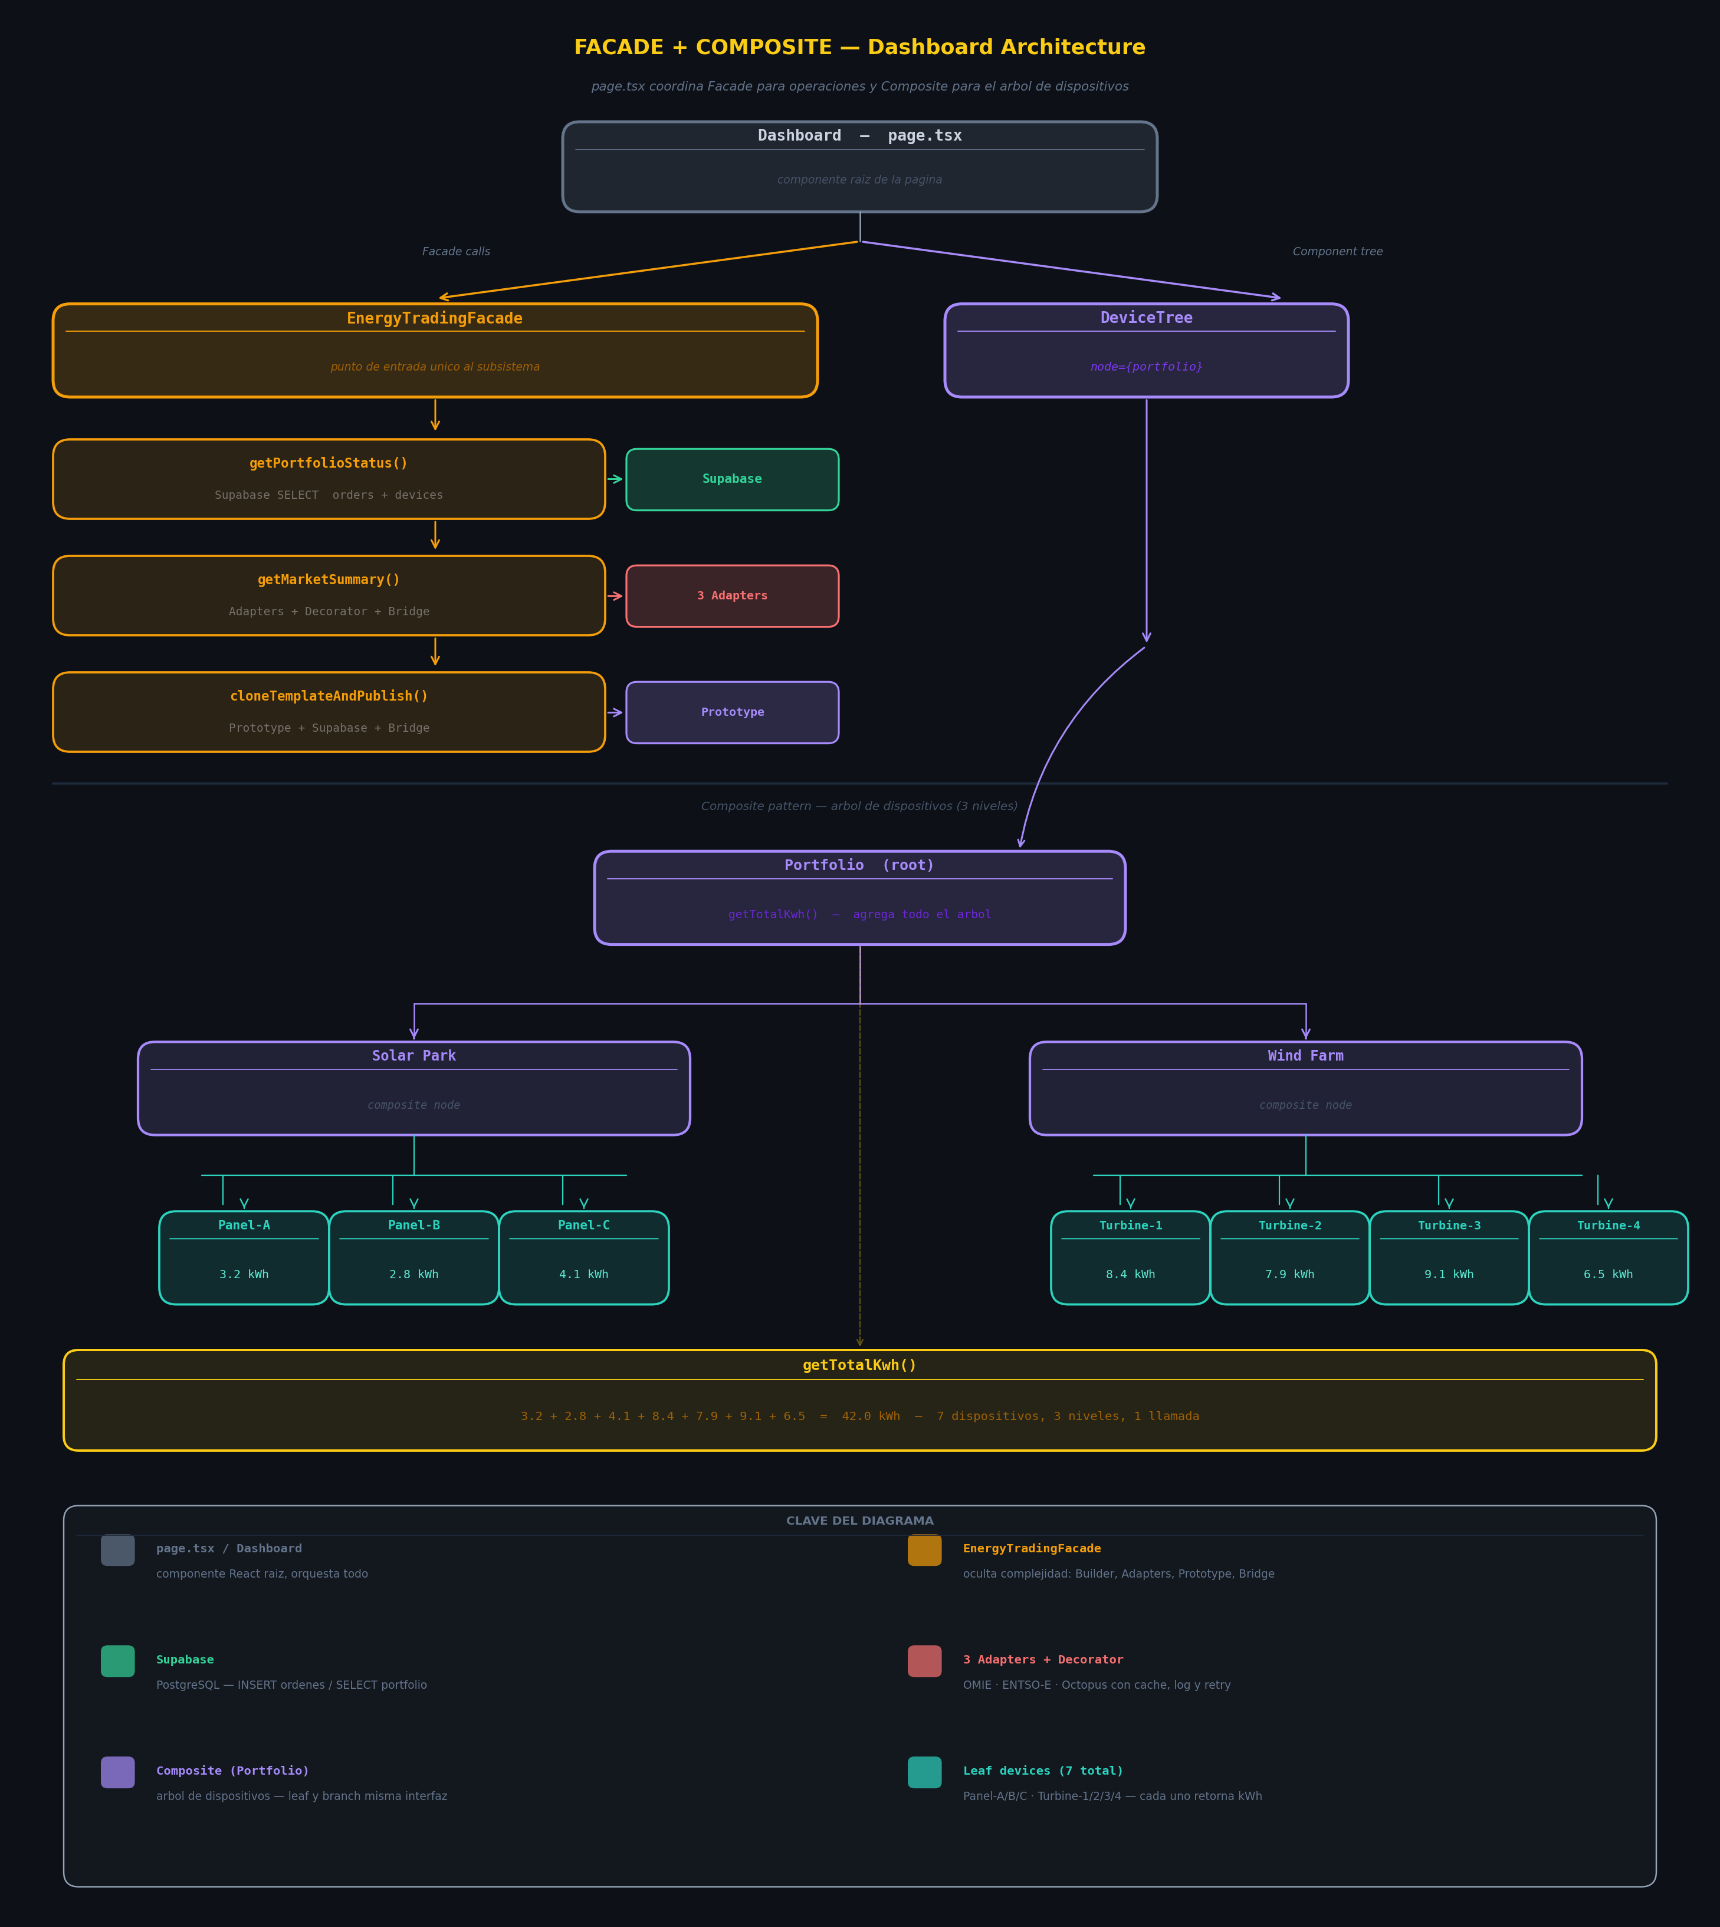 FACADE + COMPOSITE — Dashboard Architecture
page.tsx coordina Facade para operaciones y Composite para el arbol de dispositivos
Dashboard — page.tsx
componente raiz de la pagina
Facade calls
Component tree
EnergyTradingFacade
punto de entrada unico al subsistema
DeviceTree
node={portfolio}
getPortfolioStatus()
Supabase SELECT orders + devices
Supabase
getMarketSummary()
Adapters + Decorator + Bridge
3 Adapters
cloneTemplateAndPublish()
Prototype + Supabase + Bridge
Prototype
Composite pattern — arbol de dispositivos (3 niveles)
Portfolio (root)
getTotalKwh() — agrega todo el arbol
Solar Park
composite node
Wind Farm
composite node
Panel-A
3.2 kWh
Panel-B
2.8 kWh
Panel-C
4.1 kWh
Turbine-1
8.4 kWh
Turbine-2
7.9 kWh
Turbine-3
9.1 kWh
Turbine-4
6.5 kWh
getTotalKwh()
3.2 + 2.8 + 4.1 + 8.4 + 7.9 + 9.1 + 6.5 = 42.0 kWh — 7 dispositivos, 3 niveles, 1 llamada
CLAVE DEL DIAGRAMA
page.tsx / Dashboard
componente React raiz, orquesta todo
EnergyTradingFacade
oculta complejidad: Builder, Adapters, Prototype, Bridge
Supabase
PostgreSQL — INSERT ordenes / SELECT portfolio
3 Adapters + Decorator
OMIE · ENTSO-E · Octopus con cache, log y retry
Composite (Portfolio)
arbol de dispositivos — leaf y branch misma interfaz
Leaf devices (7 total)
Panel-A/B/C · Turbine-1/2/3/4 — cada uno retorna kWh